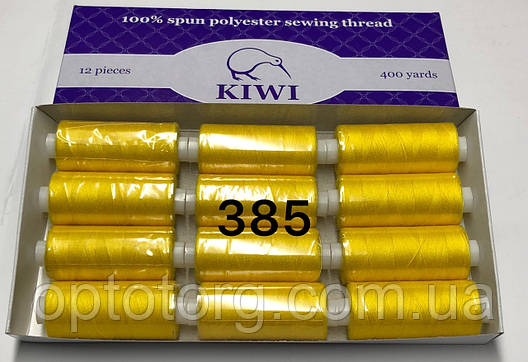 100% spun polyester sewing thread
12 pieces
400 yards
KIWI
385
optotorg.com.ua